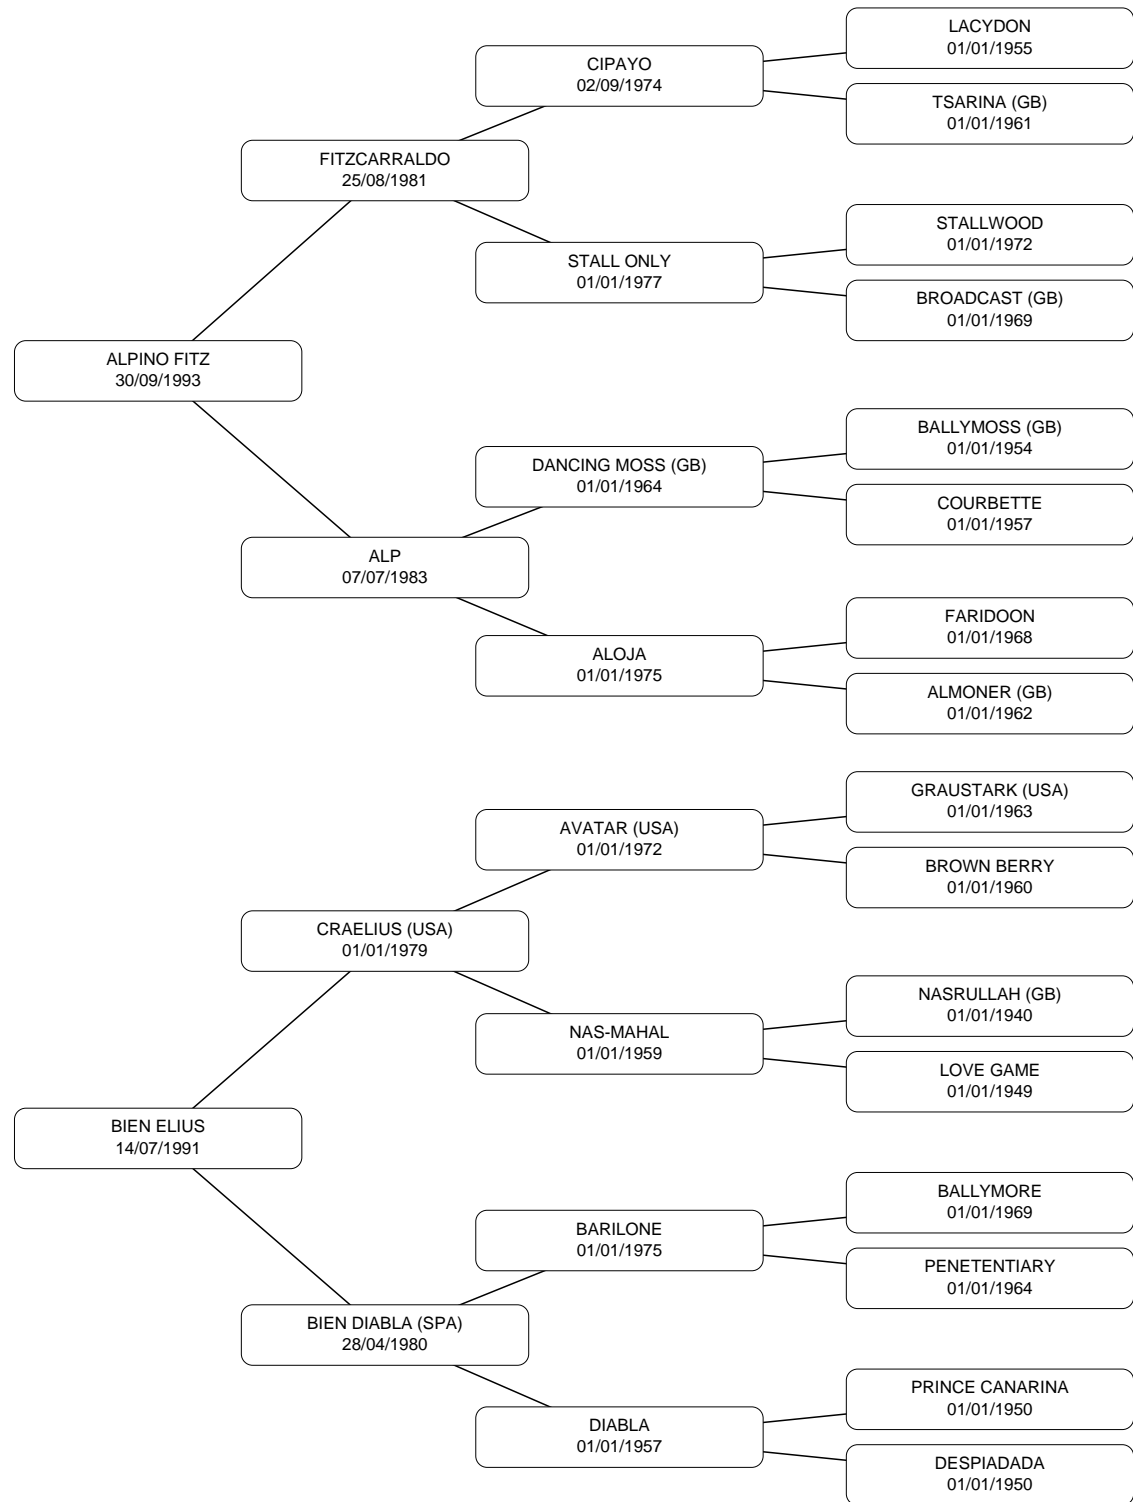 LACYDON
01/01/1955
CIPAYO
02/09/1974
TSARINA (GB)
01/01/1961
FITZCARRALDO
25/08/1981
STALLWOOD
01/01/1972
STALL ONLY
01/01/1977
BROADCAST (GB)
01/01/1969
ALPINO FITZ
30/09/1993
BALLYMOSS (GB)
01/01/1954
DANCING MOSS (GB)
01/01/1964
COURBETTE
01/01/1957
ALP
07/07/1983
FARIDOON
01/01/1968
ALOJA
01/01/1975
ALMONER (GB)
01/01/1962
GRAUSTARK (USA)
01/01/1963
AVATAR (USA)
01/01/1972
BROWN BERRY
01/01/1960
CRAELIUS (USA)
01/01/1979
NASRULLAH (GB)
01/01/1940
NAS-MAHAL
01/01/1959
LOVE GAME
01/01/1949
BIEN ELIUS
14/07/1991
BALLYMORE
01/01/1969
BARILONE
01/01/1975
PENETENTIARY
01/01/1964
BIEN DIABLA (SPA)
28/04/1980
PRINCE CANARINA
01/01/1950
DIABLA
01/01/1957
DESPIADADA
01/01/1950